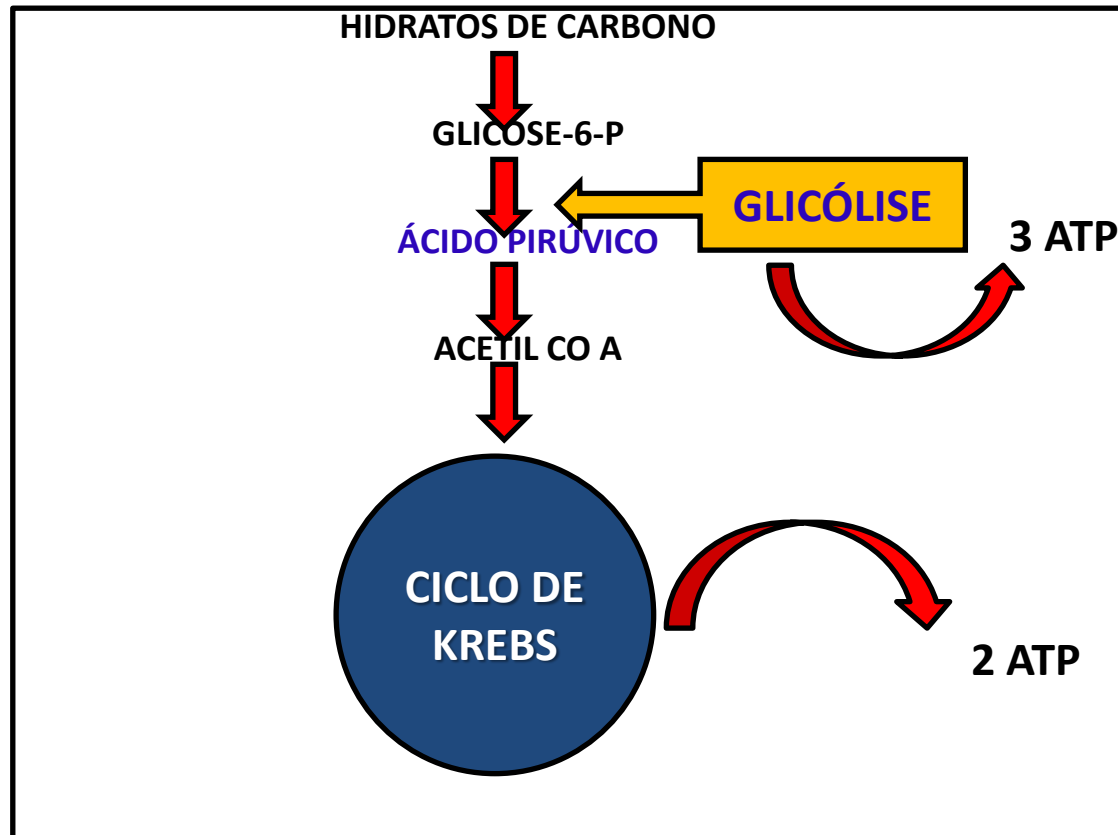 HIDRATOS DE CARBONO
GLICOSE-6-P
GLICÓLISE
ÁCIDO PIRÚVICO
3 ATP
ACETIL CO A
CICLO DE
KREBS
2 ATP